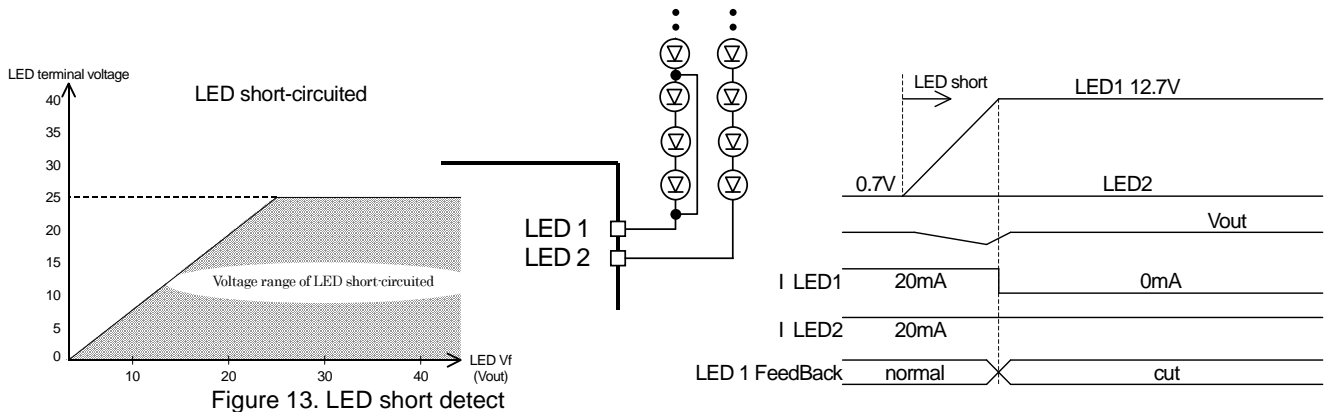 LED terminal voltage
LED short-circuited
40
35
30
25
20
15
10
5
0
Voltage range of LED short-circuited
10
20
30
40
LED Vf
(Vout)
LED 1
LED 2
LED short
LED1 12.7V
0.7V
LED2
Vout
I LED1
20mA
0mA
I LED2
20mA
LED 1 FeedBack
normal
cut
Figure 13. LED short detect